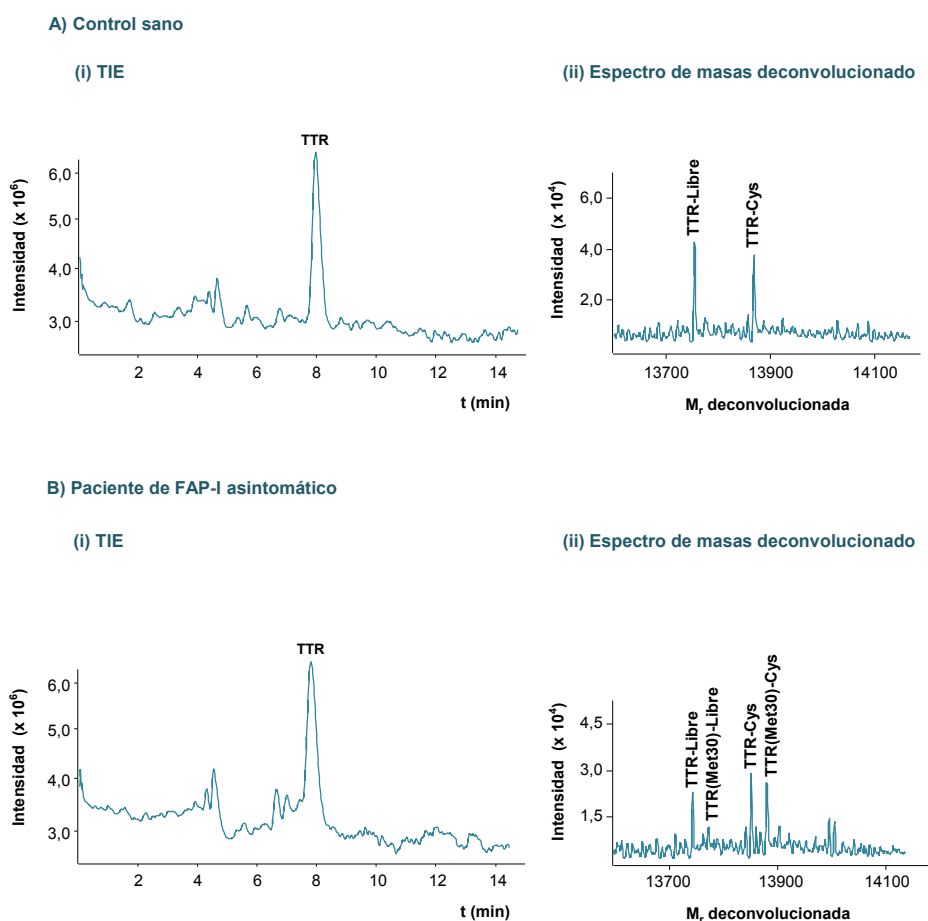 A) Control sano
(i) TIE
(ii) Espectro de masas deconvolucionado
TTR
Intensidad (x 10⁶)
6,0
5,0
4,0
3,0
2 4 6 8 10 12 14
t (min)
TTR-Libre
TTR-Cys
Intensidad (x 10⁴)
6,0
4,0
2,0
13700 13900 14100
Mᵣ deconvolucionada
B) Paciente de FAP-I asintomático
(i) TIE
(ii) Espectro de masas deconvolucionado
TTR
Intensidad (x 10⁶)
6,0
5,0
4,0
3,0
2 4 6 8 10 12 14
t (min)
TTR-Libre
TTR(Met30)-Libre
TTR-Cys
TTR(Met30)-Cys
Intensidad (x 10⁴)
4,5
3,0
1,5
13700 13900 14100
Mᵣ deconvolucionada